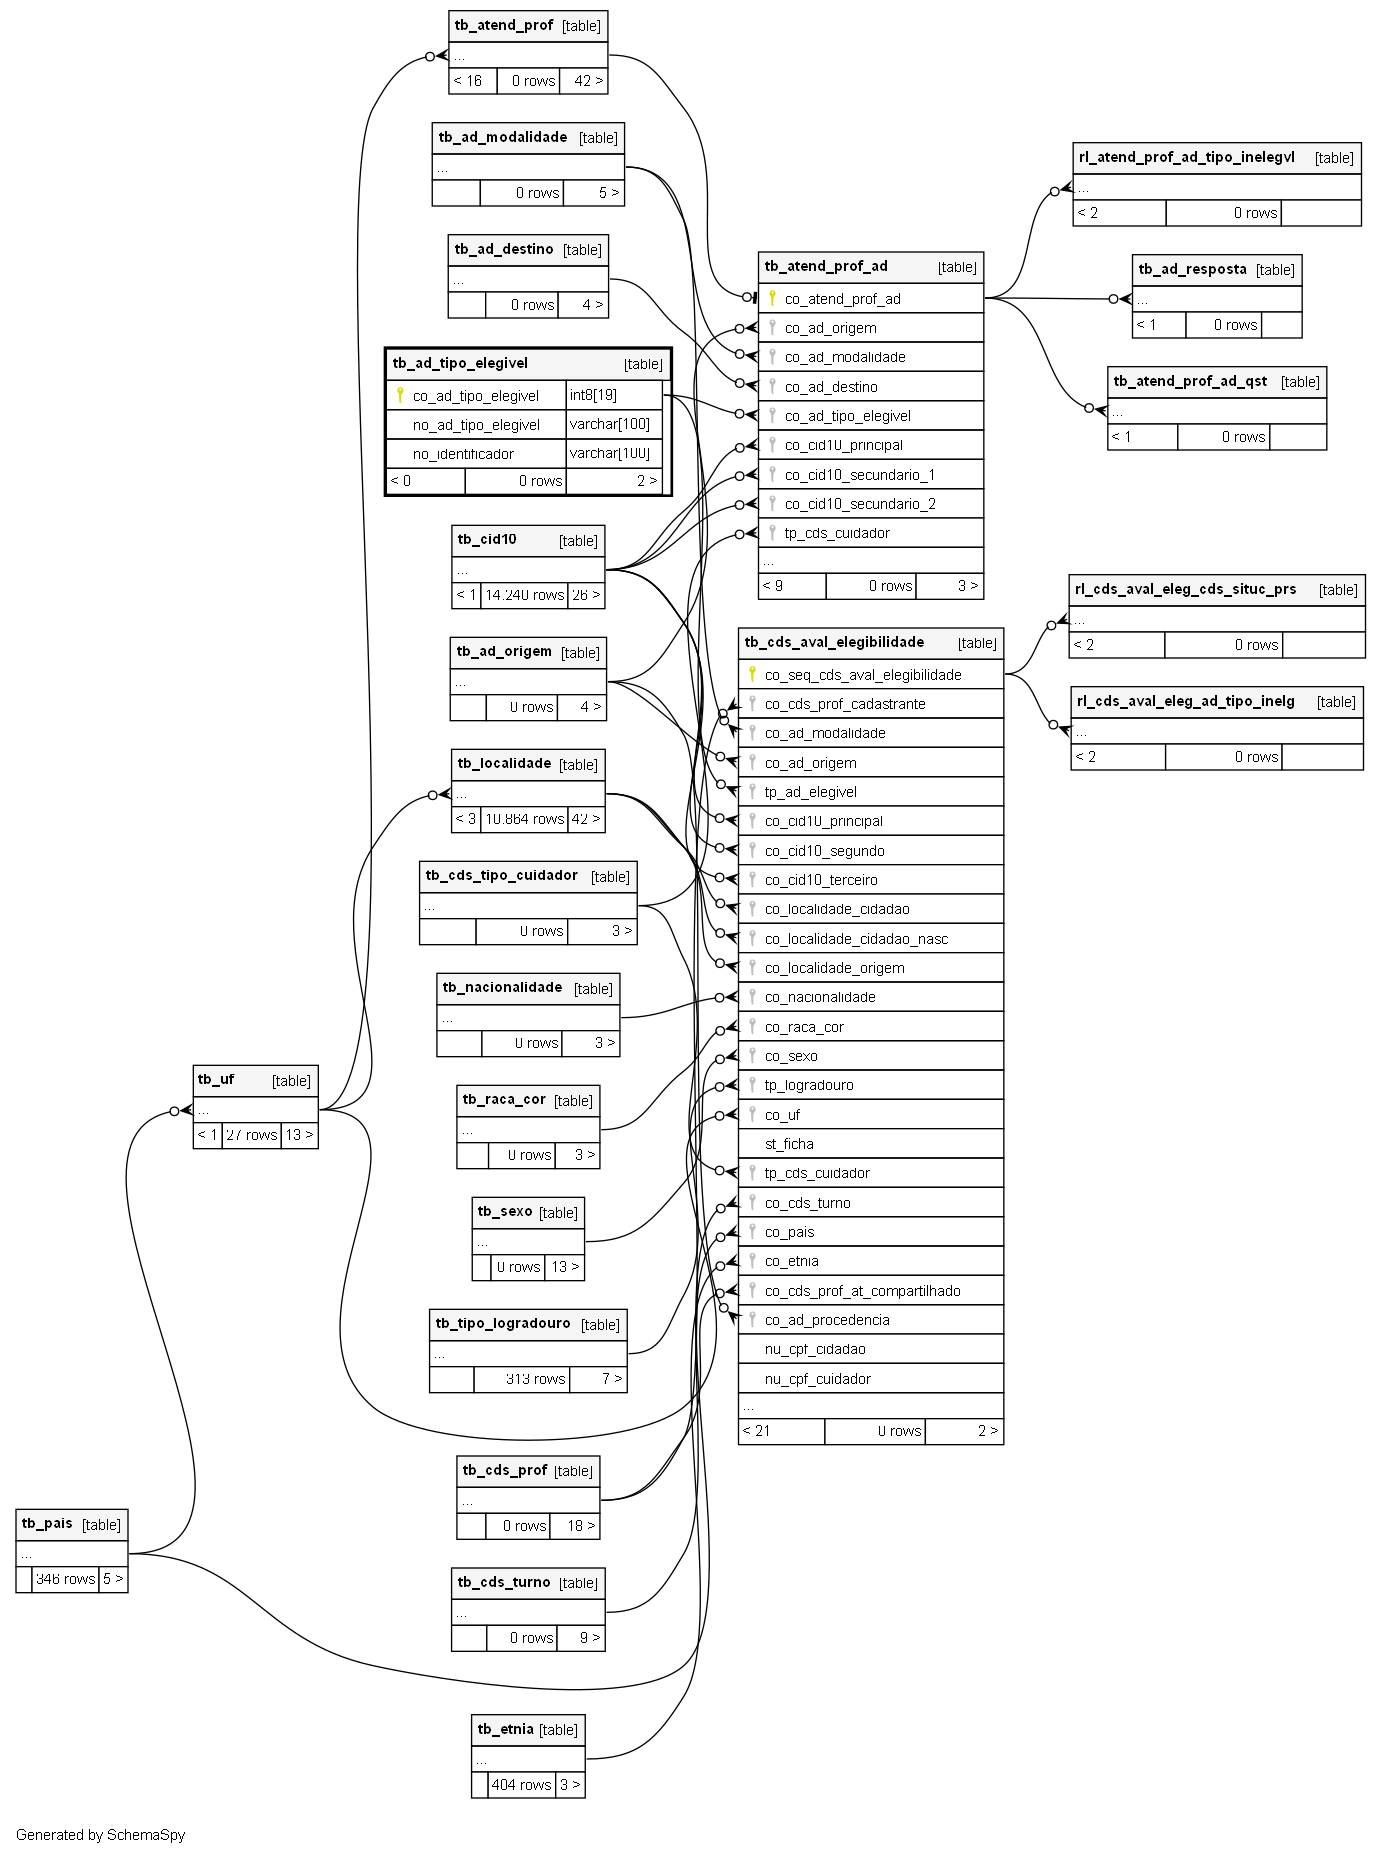 tb_atend_prof [table]
...
< 16 0 rows 42 >
tb_ad_modalidade [table]
...
0 rows 5 >
tb_ad_destino [table]
...
0 rows 4 >
tb_ad_tipo_elegivel [table]
co_ad_tipo_elegivel int8[19]
no_ad_tipo_elegivel varchar[100]
no_identificador varchar[100]
< 0 0 rows 2 >
tb_cid10 [table]
...
< 1 14.240 rows 26 >
tb_ad_origem [table]
...
0 rows 4 >
tb_localidade [table]
...
< 3 10.864 rows 42 >
tb_cds_tipo_cuidador [table]
...
0 rows 3 >
tb_nacionalidade [table]
...
0 rows 3 >
tb_raca_cor [table]
...
0 rows 3 >
tb_sexo [table]
...
0 rows 13 >
tb_tipo_logradouro [table]
...
313 rows 7 >
tb_cds_prof [table]
...
0 rows 18 >
tb_cds_turno [table]
...
0 rows 9 >
tb_etnia [table]
...
404 rows 3 >
tb_uf [table]
...
< 1 27 rows 13 >
tb_pais [table]
...
346 rows 5 >
tb_atend_prof_ad [table]
co_atend_prof_ad
co_ad_origem
co_ad_modalidade
co_ad_destino
co_ad_tipo_elegivel
co_cid10_principal
co_cid10_secundario_1
co_cid10_secundario_2
tp_cds_cuidador
...
< 9 0 rows 3 >
tb_cds_aval_elegibilidade [table]
co_seq_cds_aval_elegibilidade
co_cds_prof_cadastrante
co_ad_modalidade
co_ad_origem
tp_ad_elegivel
co_cid10_principal
co_cid10_segundo
co_cid10_terceiro
co_localidade_cidadao
co_localidade_cidadao_nasc
co_localidade_origem
co_nacionalidade
co_raca_cor
co_sexo
tp_logradouro
co_uf
st_ficha
tp_cds_cuidador
co_cds_turno
co_pais
co_etnia
co_cds_prof_at_compartilhado
co_ad_procedencia
nu_cpf_cidadao
nu_cpf_cuidador
...
< 21 0 rows 2 >
rl_atend_prof_ad_tipo_inelegvl [table]
...
< 2 0 rows
tb_ad_resposta [table]
...
< 1 0 rows
tb_atend_prof_ad_qst [table]
...
< 1 0 rows
rl_cds_aval_eleg_cds_situc_prs [table]
...
< 2 0 rows
rl_cds_aval_eleg_ad_tipo_inelg [table]
...
< 2 0 rows
Generated by SchemaSpy